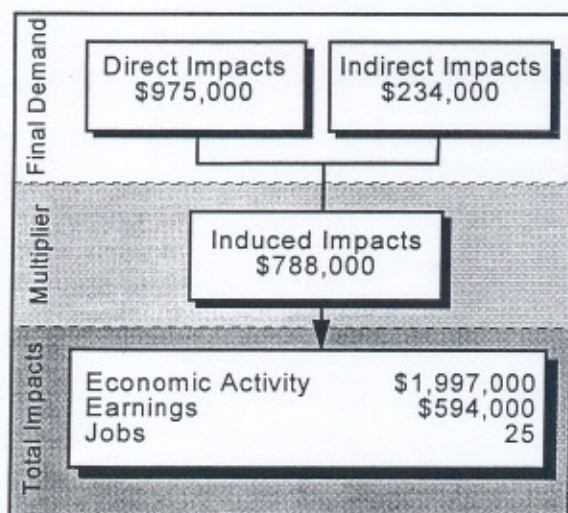 Final Demand
Direct Impacts
$975,000
Indirect Impacts
$234,000
Multiplier
Induced Impacts
$788,000
Total Impacts
Economic Activity $1,997,000
Earnings $594,000
Jobs 25